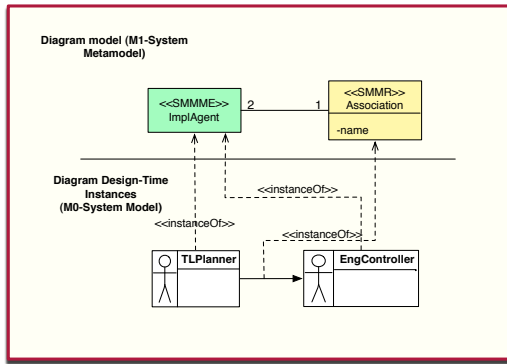 Diagram model (M1-System
Metamodel)
<<SMMME>>
ImplAgent
2
1
<<SMMR>>
Association
-name
Diagram Design-Time
Instances
(M0-System Model)
<<instanceOf>>
<<instanceOf>>
<<instanceOf>>
TLPlanner
EngController